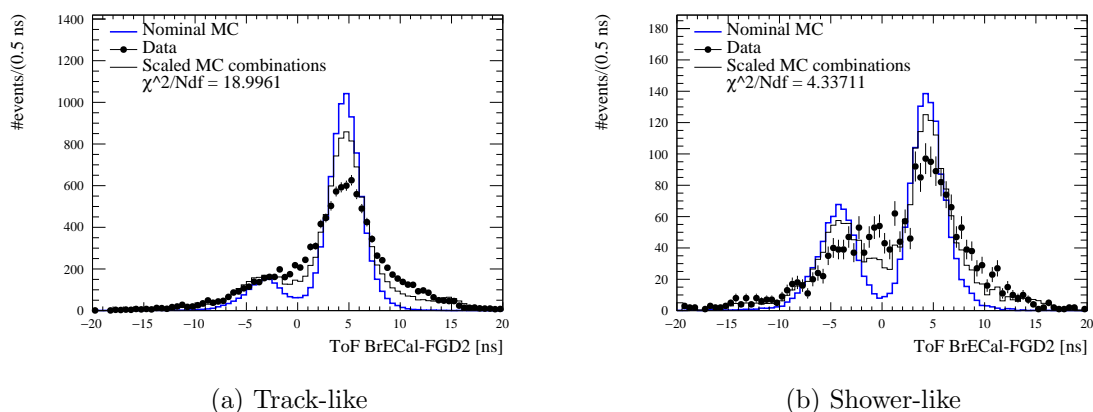 #events/(0.5 ns)
1400
1200
1000
800
600
400
200
0
Nominal MC
Data
Scaled MC combinations
χ^2/Ndf = 18.9961
−20 −15 −10 −5 0 5 10 15 20
ToF BrECal-FGD2 [ns]
(a) Track-like
#events/(0.5 ns)
180
160
140
120
100
80
60
40
20
0
Nominal MC
Data
Scaled MC combinations
χ^2/Ndf = 4.33711
−20 −15 −10 −5 0 5 10 15 20
ToF BrECal-FGD2 [ns]
(b) Shower-like